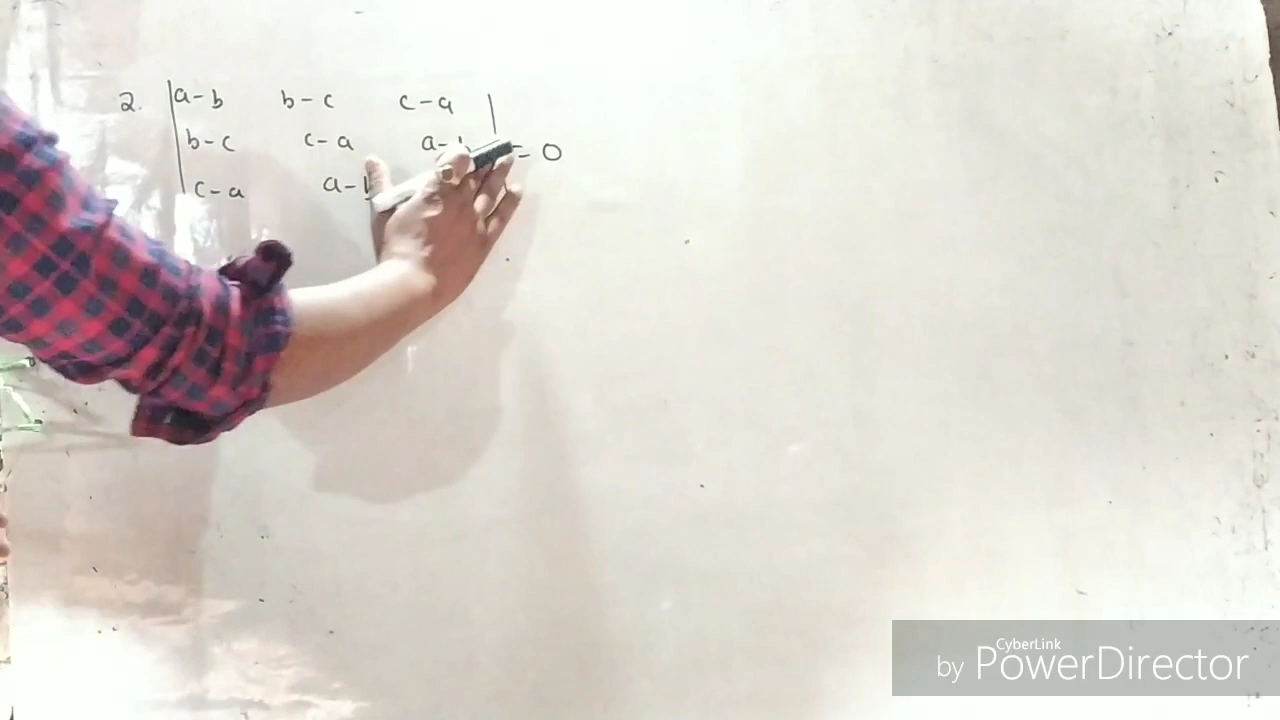 2. |a-b b-c c-a|
b-c c-a a- = 0
c-a a-
CyberLink
by PowerDirector